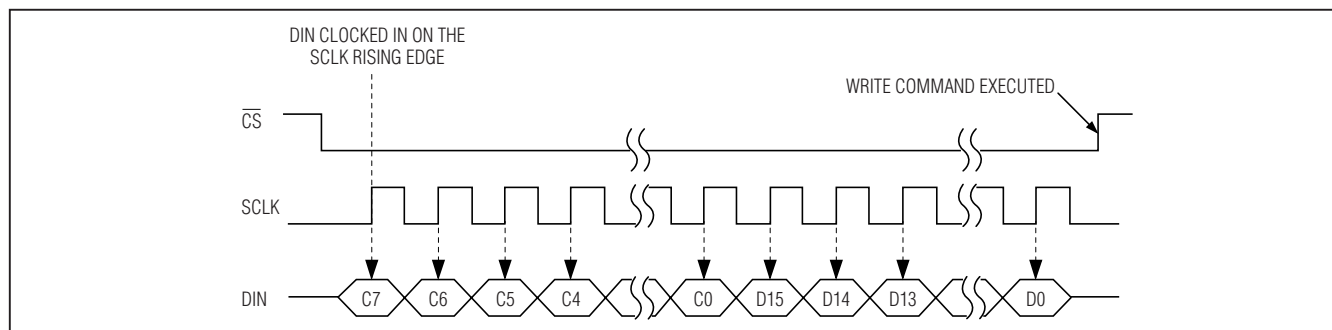 DIN CLOCKED IN ON THE
SCLK RISING EDGE
WRITE COMMAND EXECUTED
C̅S̅
SCLK
DIN C7 C6 C5 C4 C0 D15 D14 D13 D0